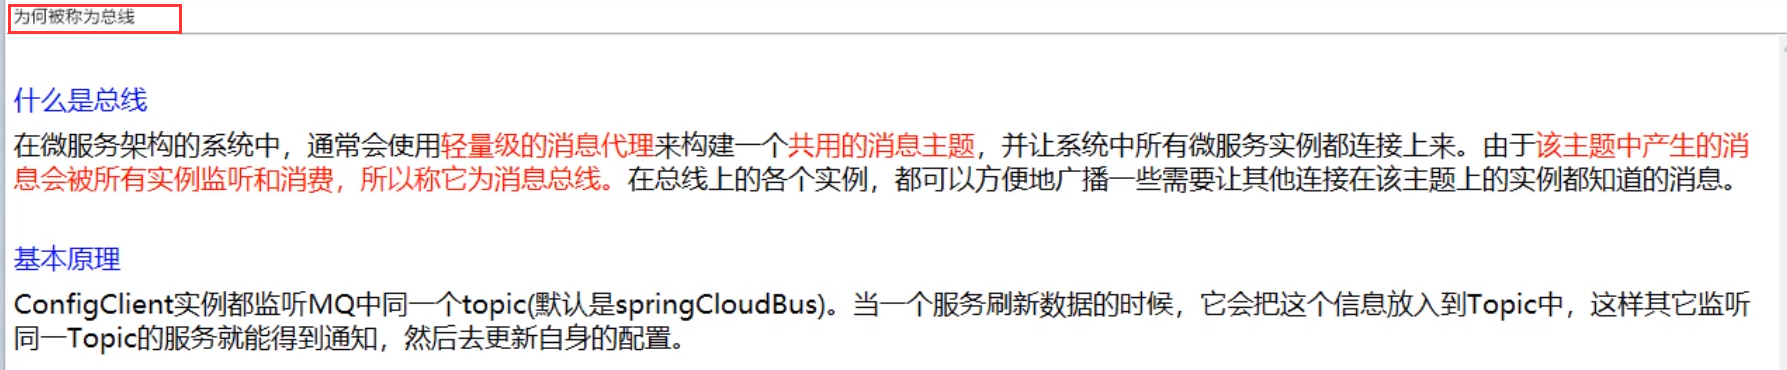 为何被称为总线
什么是总线
在微服务架构的系统中，通常会使用轻量级的消息代理来构建一个共用的消息主题，并让系统中所有微服务实例都连接上来。由于该主题中产生的消
息会被所有实例监听和消费，所以称它为消息总线。在总线上的各个实例，都可以方便地广播一些需要让其他连接在该主题上的实例都知道的消息。
基本原理
ConfigClient实例都监听MQ中同一个topic(默认是springCloudBus)。当一个服务刷新数据的时候，它会把这个信息放入到Topic中，这样其它监听
同一Topic的服务就能得到通知，然后去更新自身的配置。